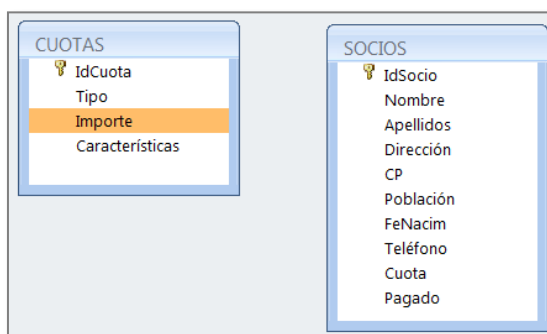 CUOTAS
IdCuota
Tipo
Importe
Características
SOCIOS
IdSocio
Nombre
Apellidos
Dirección
CP
Población
FeNacim
Teléfono
Cuota
Pagado